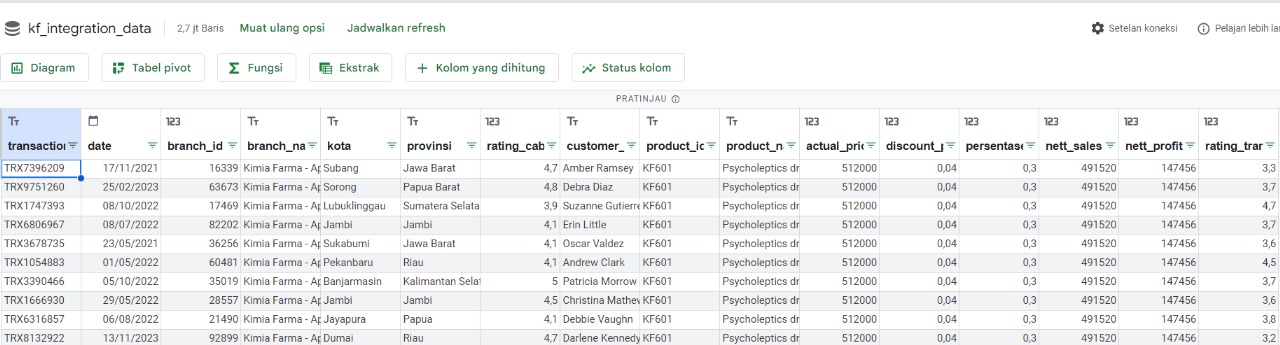 kf_integration_data 2,7 jt Baris Muat ulang opsi Jadwalkan refresh Setelan koneksi Pelajari lebih lan
Diagram Tabel pivot Fungsi Ekstrak Kolom yang dihitung Status kolom
PRATINJAU
Tт Tт Tт Tт Tт Tт Tт 123 123 123 123 123 123 123 123
transaction date branch_id branch_na kota provinsi rating_cab customer_ product_id product_n actual_pric discount_p persentase nett_sales nett_profit rating_tran
TRX7396209 17/11/2021 16339 Kimia Farma - Ap Subang Jawa Barat 4,7 Amber Ramsey KF601 Psycholeptics dr 512000 0,04 0,3 491520 147456 3,3
TRX9751260 25/02/2023 63673 Kimia Farma - Ap Sorong Papua Barat 4,8 Debra Diaz KF601 Psycholeptics dr 512000 0,04 0,3 491520 147456 3,7
TRX1747393 08/10/2022 17469 Kimia Farma - Ap Lubuklinggau Sumatera Selata 3,9 Suzanne Gutierre KF601 Psycholeptics dr 512000 0,04 0,3 491520 147456 4,7
TRX6806967 08/07/2022 82202 Kimia Farma - Ap Jambi Jambi 4,1 Erin Little KF601 Psycholeptics dr 512000 0,04 0,3 491520 147456 3,7
TRX3678735 23/05/2021 36256 Kimia Farma - Ap Sukabumi Jawa Barat 4,1 Oscar Valdez KF601 Psycholeptics dr 512000 0,04 0,3 491520 147456 3,6
TRX1054883 01/05/2022 60481 Kimia Farma - Ap Pekanbaru Riau 4,1 Andrew Clark KF601 Psycholeptics dr 512000 0,04 0,3 491520 147456 4,5
TRX3390466 05/10/2022 35019 Kimia Farma - Ap Banjarmasin Kalimantan Selat 5 Patricia Morrow KF601 Psycholeptics dr 512000 0,04 0,3 491520 147456 3,7
TRX1666930 29/05/2022 28557 Kimia Farma - Ap Jambi Jambi 4,5 Christina Mathew KF601 Psycholeptics dr 512000 0,04 0,3 491520 147456 3,6
TRX6316857 06/08/2022 21490 Kimia Farma - Ap Jayapura Papua 4,1 Debbie Vaughn KF601 Psycholeptics dr 512000 0,04 0,3 491520 147456 3,8
TRX8132922 13/11/2023 92899 Kimia Farma - Ap Dumai Riau 4,7 Darlene Kennedy KF601 Psycholeptics dr 512000 0,04 0,3 491520 147456 3,2